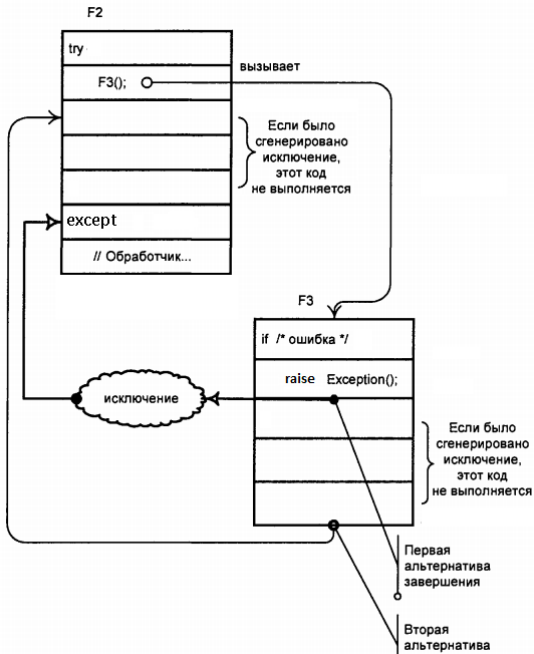 F2
try
F3();
вызывает
Если было
сгенерировано
исключение,
этот код
не выполняется
except
// Обработчик...
F3
if /* ошибка */
raise Exception();
исключение
Если было
сгенерировано
исключение,
этот код
не выполняется
Первая
альтернатива
завершения
Вторая
альтернатива